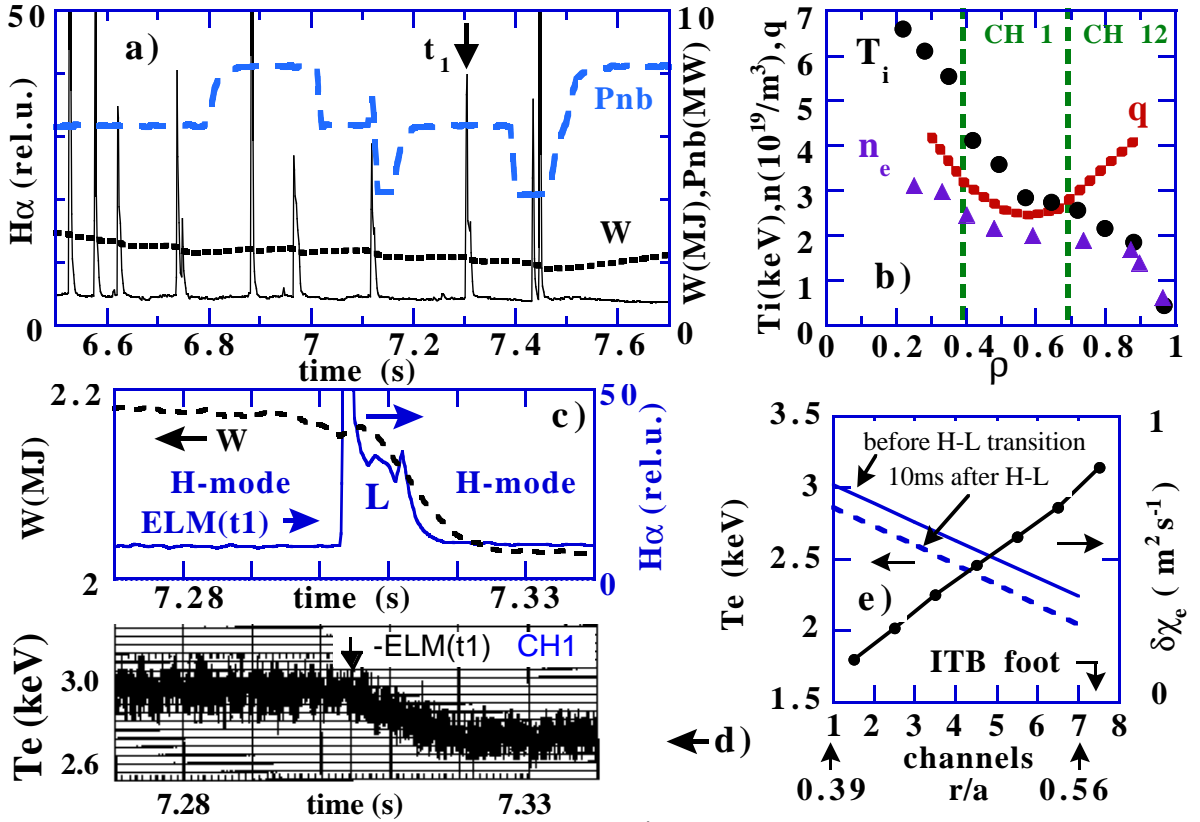 50
10
a)
t1
Pnb
W
Hα (rel.u.)
W(MJ),Pnb(MW)
0
0
6.6 6.8 7 7.2 7.4 7.6
time (s)
7
6
5
4
3
2
1
0
CH 1
CH 12
Ti
q
ne
b)
Ti(keV),n(10^19/m^3),q
0 0.2 0.4 0.6 0.8 1
ρ
2.2
50
c)
W
H-mode
H-mode
L
ELM(t1)
W(MJ)
Hα (rel.u.)
2
0
7.28 time (s) 7.33
-ELM(t1) CH1
3.0
2.6
Te (keV)
7.28 time (s) 7.33
d)
3.5
1
before H-L transition
10ms after H-L
3
2.5
2
1.5
0
Te (keV)
δχe ( m^2 s^-1)
e)
ITB foot
1 2 3 4 5 6 7 8
channels
0.39 r/a 0.56